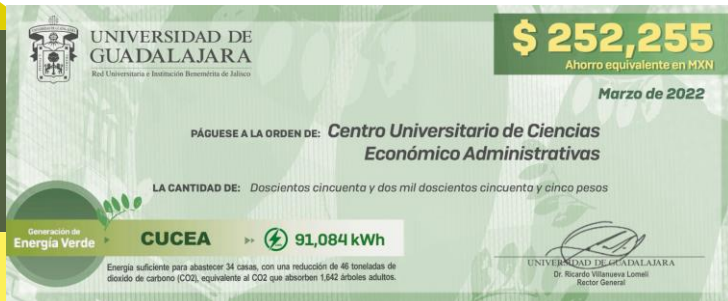 UNIVERSIDAD DE
GUADALAJARA
Red Universitaria e Institución Benemérita de Jalisco
$ 252,255
Ahorro equivalente en MXN
Marzo de 2022
PÁGUESE A LA ORDEN DE: Centro Universitario de Ciencias
Económico Administrativas
LA CANTIDAD DE: Doscientos cincuenta y dos mil doscientos cincuenta y cinco pesos
Generación de
Energía Verde
CUCEA
91,084 kWh
Energía suficiente para abastecer 34 casas, con una reducción de 46 toneladas de
dióxido de carbono (CO2), equivalente al CO2 que absorben 1,642 árboles adultos.
UNIVERSIDAD DE GUADALAJARA
Dr. Ricardo Villanueva Lomelí
Rector General